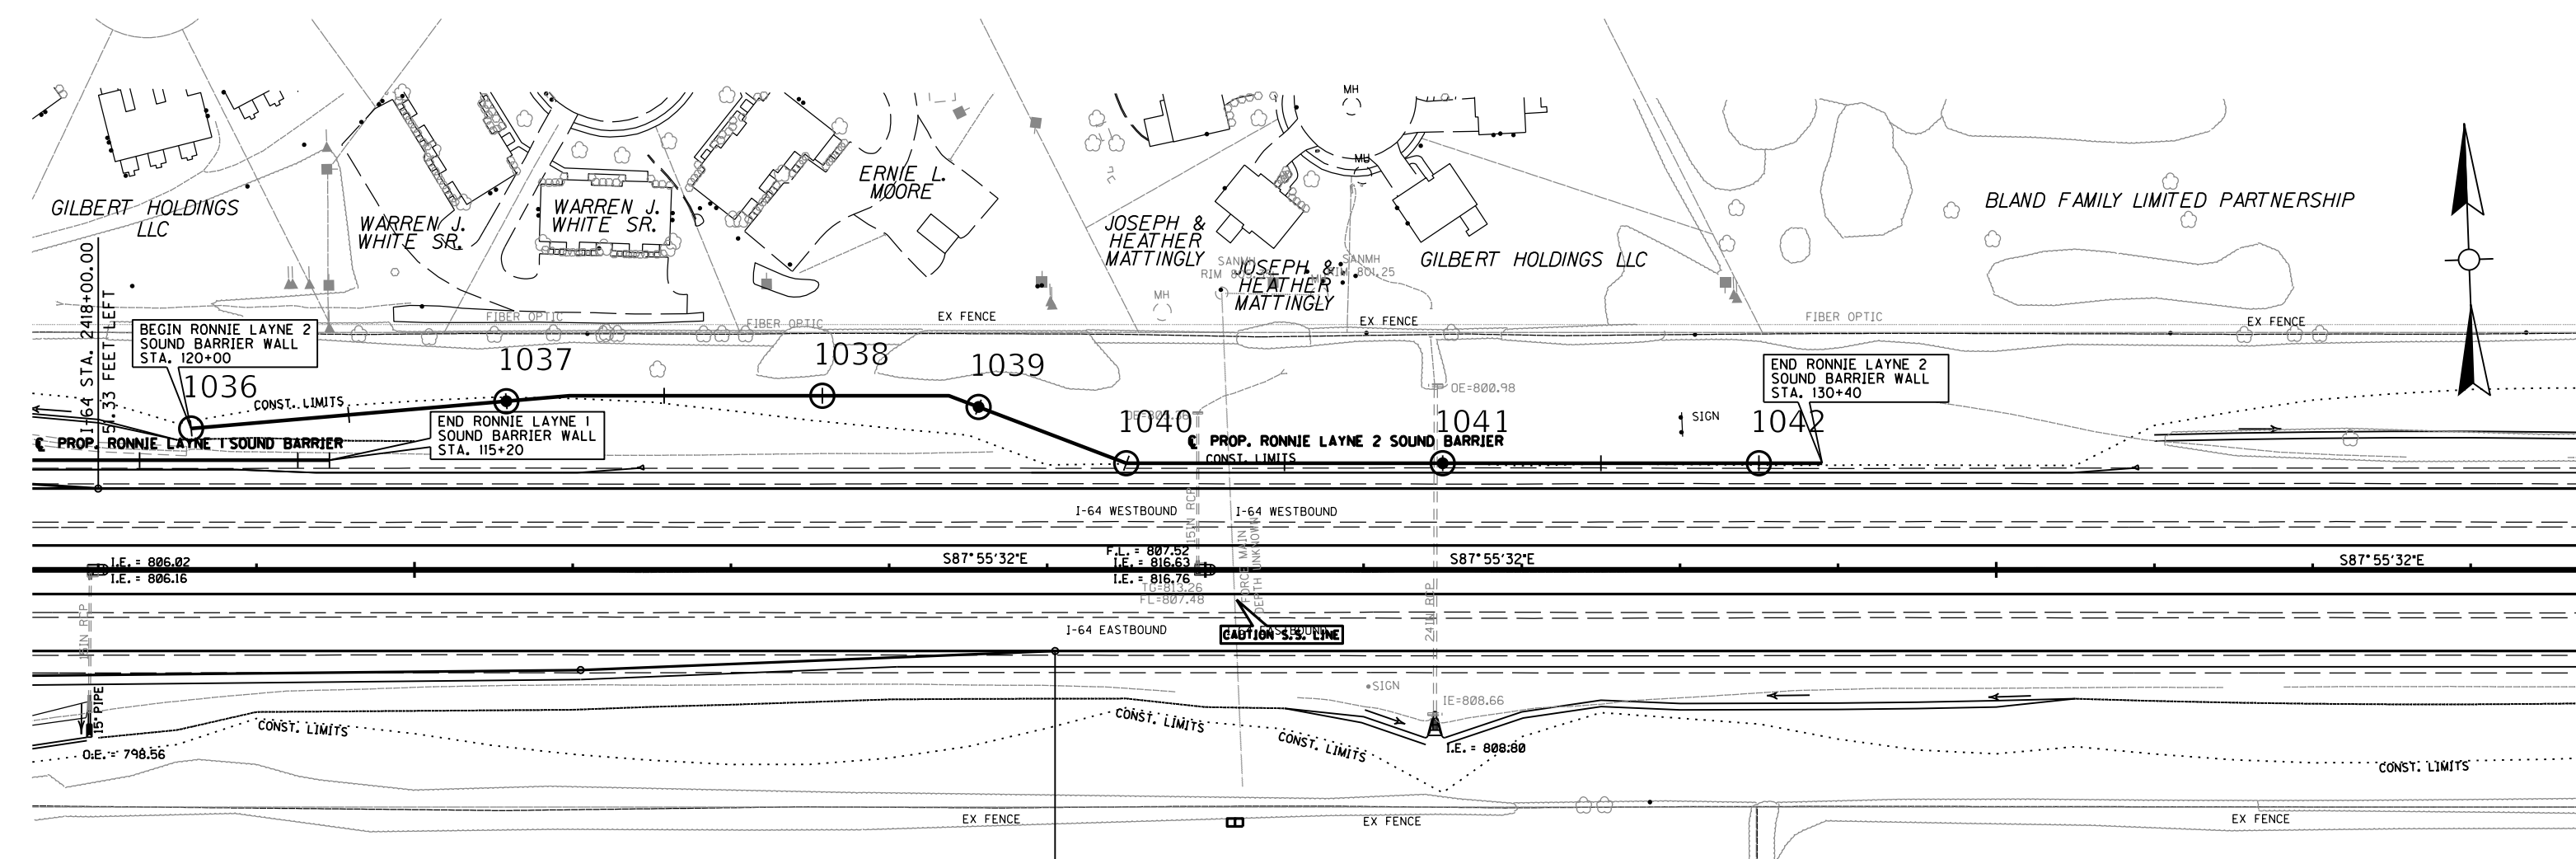 MH
MH
ERNIE L.
MOORE
GILBERT HOLDINGS
LLC
WARREN J.
WHITE SR.
WARREN J.
WHITE SR.
JOSEPH &
HEATHER
MATTINGLY
BLAND FAMILY LIMITED PARTNERSHIP
GILBERT HOLDINGS LLC
SANMH
SANMH
RIM 801.25
JOSEPH &
HEATHER
MATTINGLY
MH
I-64 STA. 2418+00.00
51.33 FEET LEFT
FIBER OPTIC
FIBER OPTIC
EX FENCE
EX FENCE
FIBER OPTIC
EX FENCE
BEGIN RONNIE LAYNE 2
SOUND BARRIER WALL
STA. 120+00
1036
1037
1038
1039
1040
1041
1042
END RONNIE LAYNE 2
SOUND BARRIER WALL
STA. 130+40
OE=800.98
SIGN
CONST. LIMITS
END RONNIE LAYNE 1
SOUND BARRIER WALL
STA. 115+20
℄ PROP. RONNIE LAYNE 1 SOUND BARRIER
℄ PROP. RONNIE LAYNE 2 SOUND BARRIER
CONST. LIMITS
15IN RCP
I-64 WESTBOUND
I-64 WESTBOUND
FORCE MAIN
DEPTH UNKNOWN
F.L. = 807.52
I.E. = 816.63
I.E. = 816.76
TG=813.26
FL=807.48
I.E. = 806.02
I.E. = 806.16
S87°55'32"E
S87°55'32"E
S87°55'32"E
I-64 EASTBOUND
CAUTION S.S. LINE
15" PIPE
SIGN
IE=808.66
I.E. = 808.80
O.E. = 798.56
CONST. LIMITS
CONST. LIMITS
CONST. LIMITS
CONST. LIMITS
EX FENCE
EX FENCE
EX FENCE